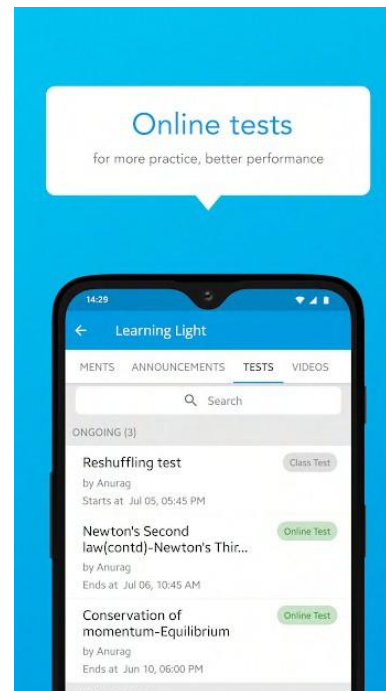 Online tests
for more practice, better performance
14:29
Learning Light
MENTS ANNOUNCEMENTS TESTS VIDEOS
Search
ONGOING (3)
Reshuffling test Class Test
by Anurag
Starts at Jul 05, 05:45 PM
Newton's Second Online Test
law(contd)-Newton's Thir...
by Anurag
Ends at Jul 06, 10:45 AM
Conservation of Online Test
momentum-Equilibrium
by Anurag
Ends at Jun 10, 06:00 PM